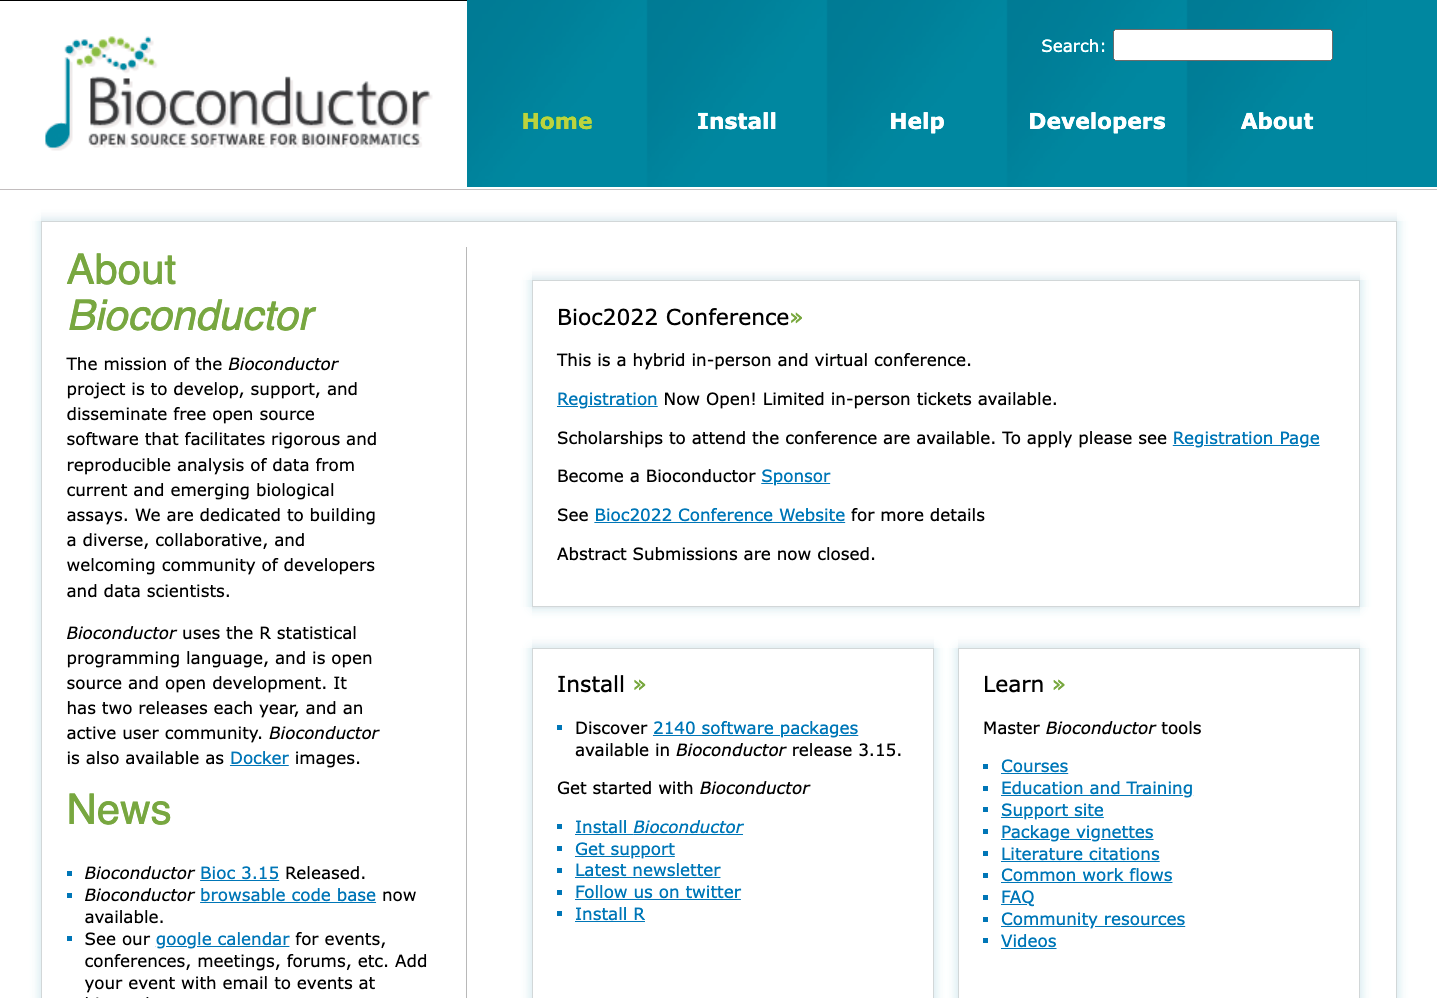 Bioconductor
OPEN SOURCE SOFTWARE FOR BIOINFORMATICS
Search:
Home
Install
Help
Developers
About
About
Bioconductor
The mission of the Bioconductor
project is to develop, support, and
disseminate free open source
software that facilitates rigorous and
reproducible analysis of data from
current and emerging biological
assays. We are dedicated to building
a diverse, collaborative, and
welcoming community of developers
and data scientists.
Bioconductor uses the R statistical
programming language, and is open
source and open development. It
has two releases each year, and an
active user community. Bioconductor
is also available as Docker images.
News
Bioconductor Bioc 3.15 Released.
Bioconductor browsable code base now
available.
See our google calendar for events,
conferences, meetings, forums, etc. Add
your event with email to events at
Bioc2022 Conference»
This is a hybrid in-person and virtual conference.
Registration Now Open! Limited in-person tickets available.
Scholarships to attend the conference are available. To apply please see Registration Page
Become a Bioconductor Sponsor
See Bioc2022 Conference Website for more details
Abstract Submissions are now closed.
Install »
Discover 2140 software packages
available in Bioconductor release 3.15.
Get started with Bioconductor
Install Bioconductor
Get support
Latest newsletter
Follow us on twitter
Install R
Learn »
Master Bioconductor tools
Courses
Education and Training
Support site
Package vignettes
Literature citations
Common work flows
FAQ
Community resources
Videos